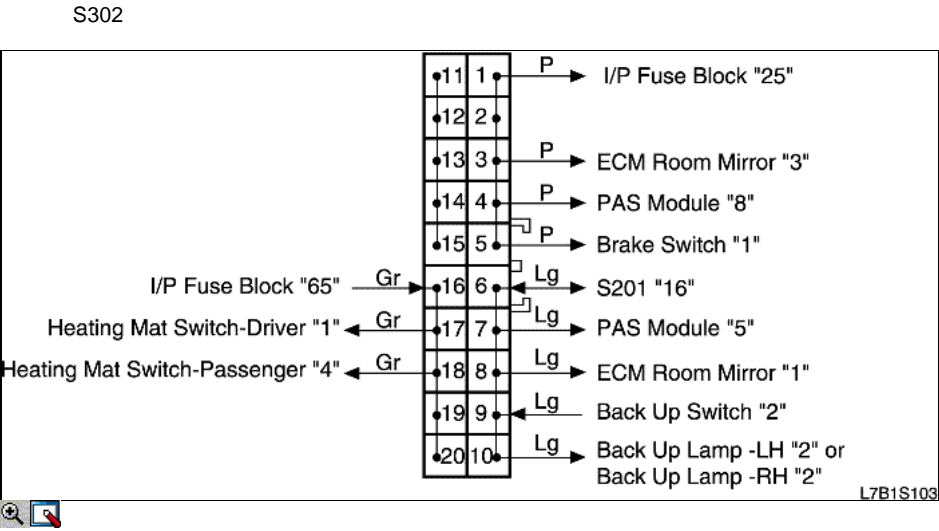 S302
11 1 P I/P Fuse Block "25"
12 2
13 3 P ECM Room Mirror "3"
14 4 P PAS Module "8"
15 5 P Brake Switch "1"
I/P Fuse Block "65" Gr 16 6 Lg S201 "16"
Heating Mat Switch-Driver "1" Gr 17 7 Lg PAS Module "5"
Heating Mat Switch-Passenger "4" Gr 18 8 Lg ECM Room Mirror "1"
19 9 Lg Back Up Switch "2"
20 10 Lg Back Up Lamp -LH "2" or
Back Up Lamp -RH "2"
L7B1S103